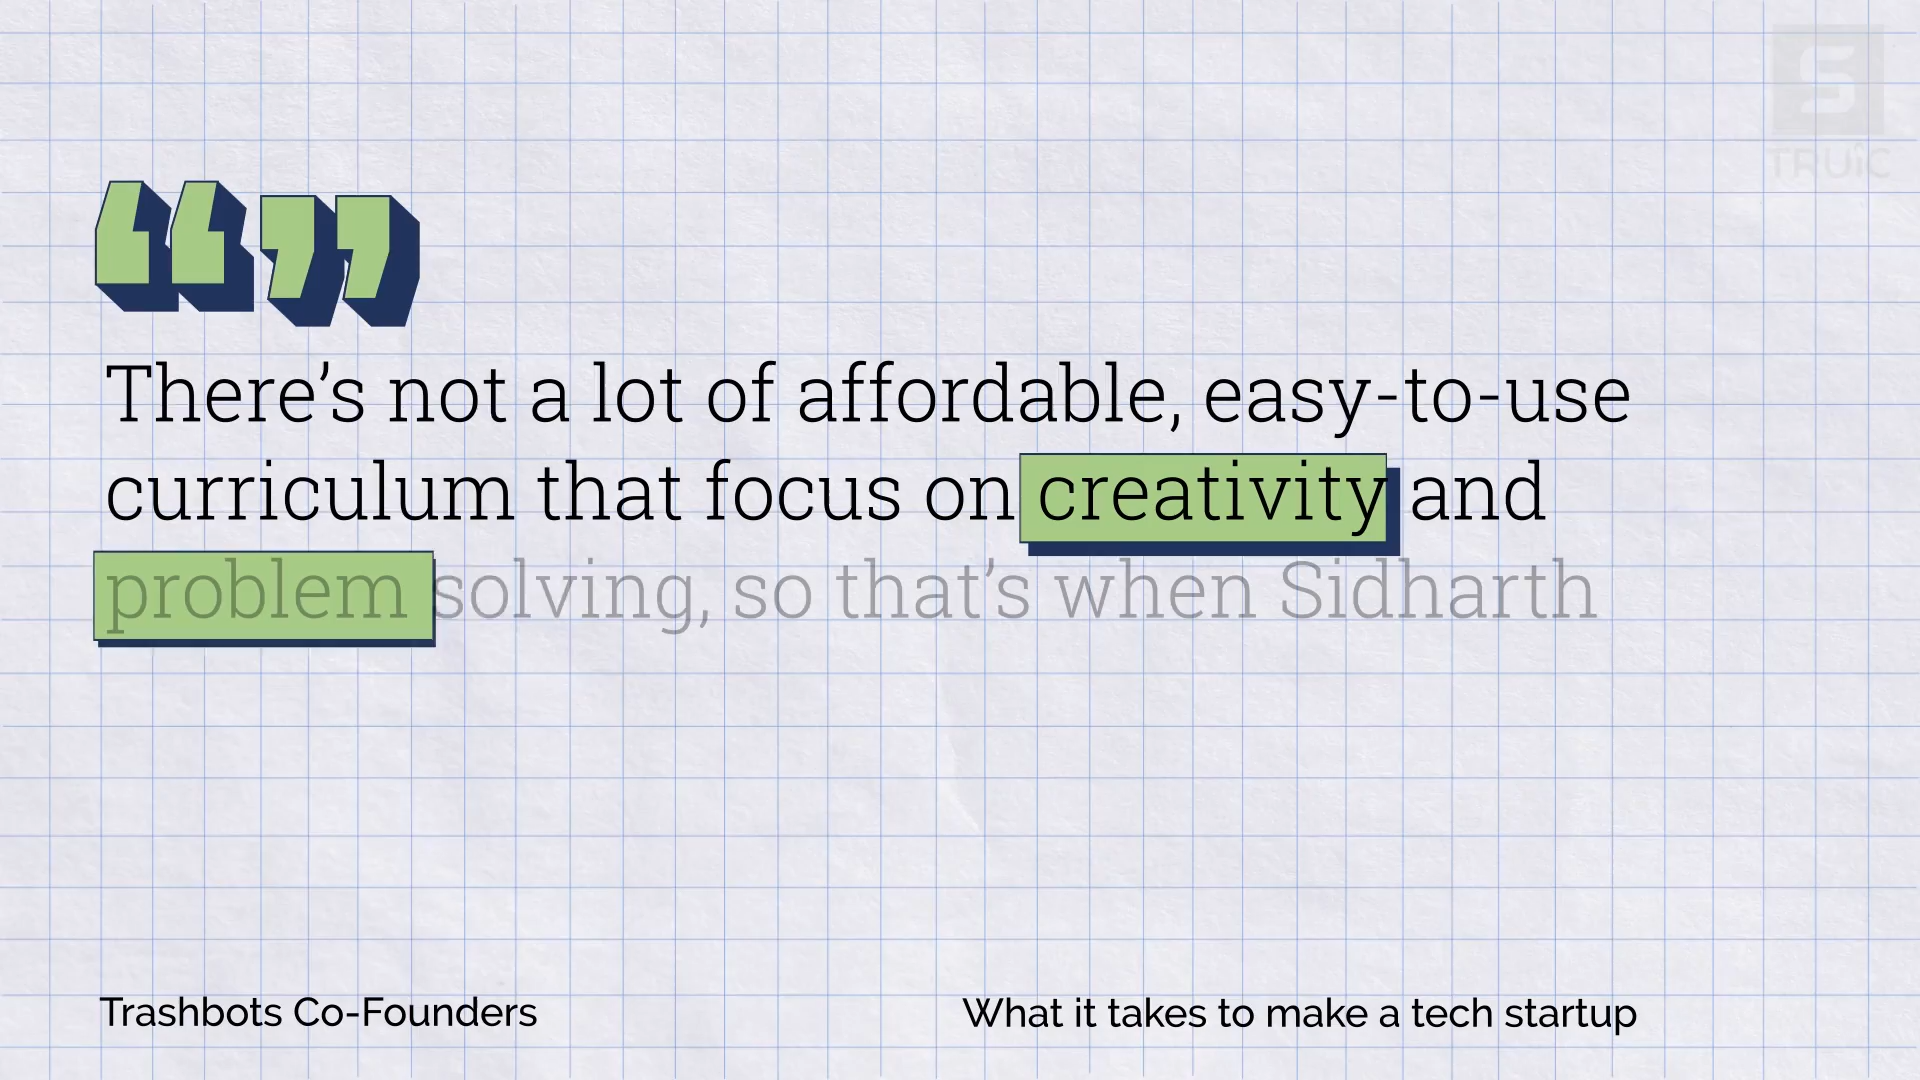 TRUiC
There’s not a lot of affordable, easy-to-use
curriculum that focus on creativity and
problem solving, so that’s when Sidharth
Trashbots Co-Founders
What it takes to make a tech startup